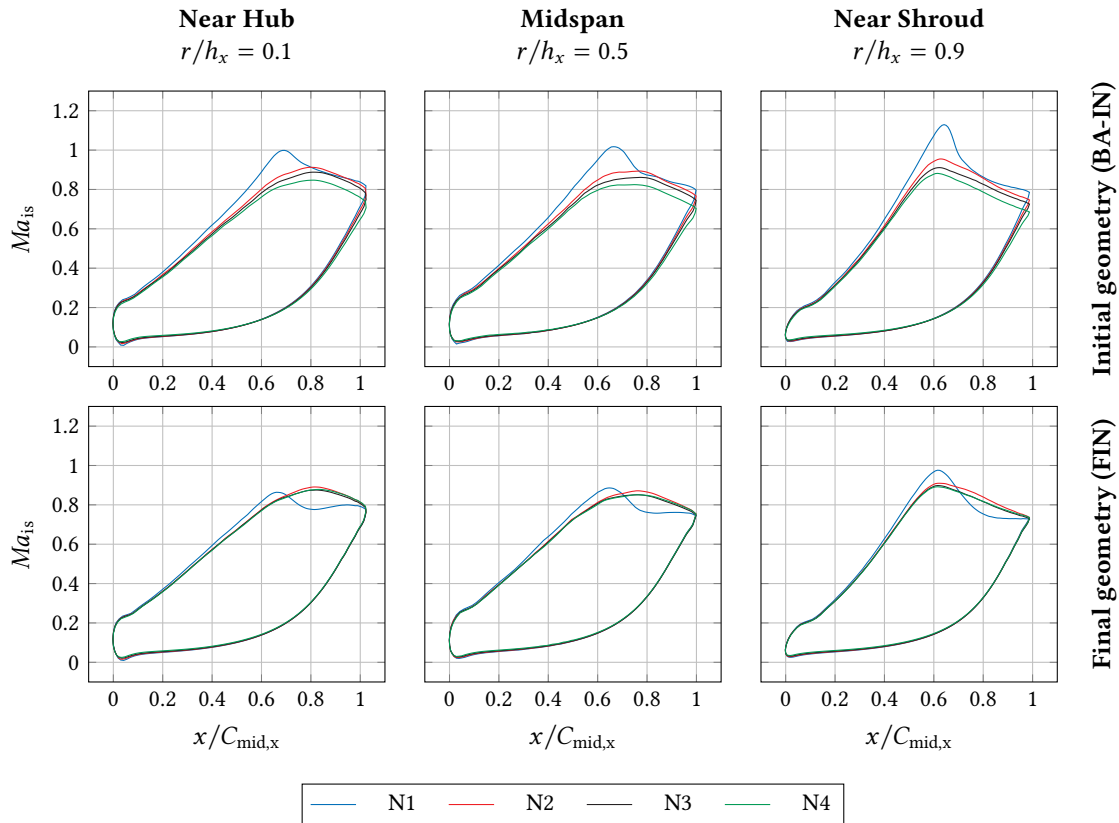 Near Hub
r/hₓ = 0.1
Midspan
r/hₓ = 0.5
Near Shroud
r/hₓ = 0.9
Ma_is
1.2
1
0.8
0.6
0.4
0.2
0
0 0.2 0.4 0.6 0.8 1
0 0.2 0.4 0.6 0.8 1
0 0.2 0.4 0.6 0.8 1
Initial geometry (BA-IN)
Ma_is
1.2
1
0.8
0.6
0.4
0.2
0
0 0.2 0.4 0.6 0.8 1
0 0.2 0.4 0.6 0.8 1
0 0.2 0.4 0.6 0.8 1
x/C_mid,x
x/C_mid,x
x/C_mid,x
Final geometry (FIN)
N1 N2 N3 N4